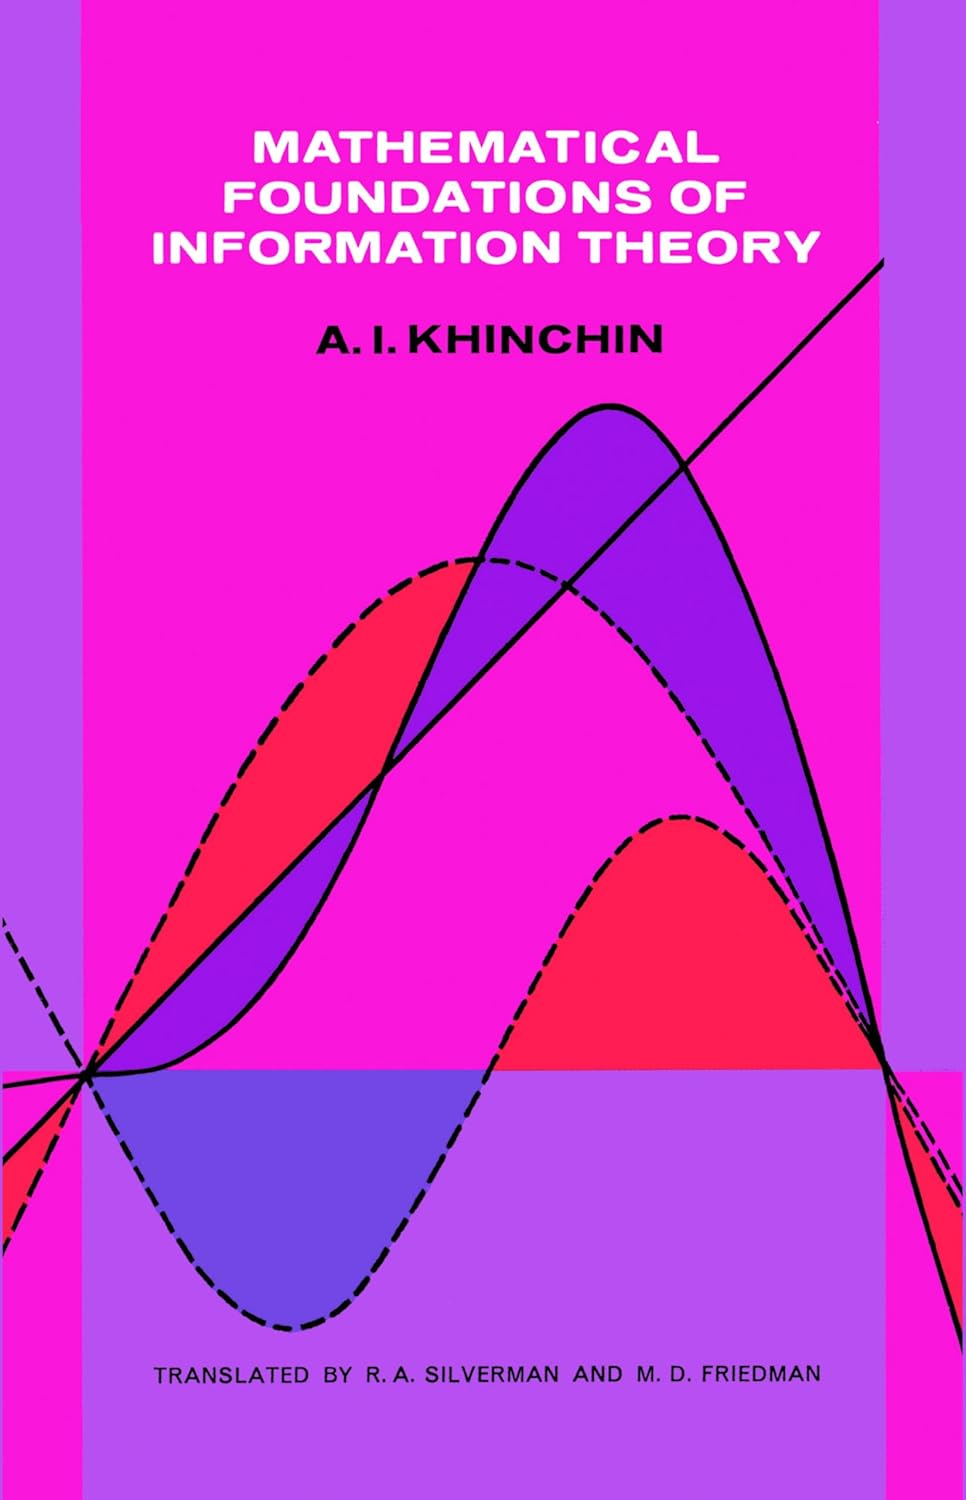 MATHEMATICAL
FOUNDATIONS OF
INFORMATION THEORY
A. I. KHINCHIN
TRANSLATED BY R. A. SILVERMAN AND M. D. FRIEDMAN